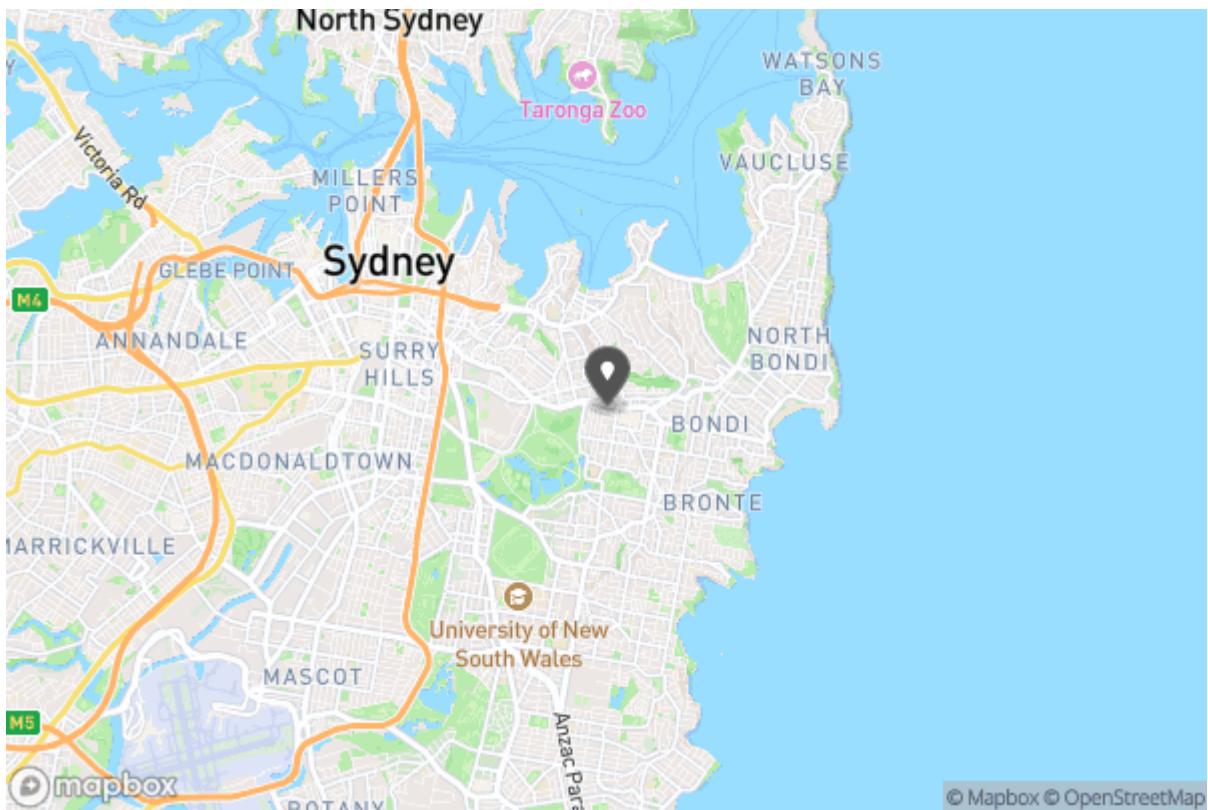 North Sydney
WATSONS
BAY
Taronga Zoo
Victoria Rd
VAUCLUSE
MILLERS
POINT
Sydney
GLEBE POINT
M4
ANNANDALE
SURRY
HILLS
NORTH
BONDI
BONDI
MACDONALDTOWN
BRONTE
MARRICKVILLE
University of New
South Wales
MASCOT
M5
Anzac Para
mapbox
BOTANY
© Mapbox © OpenStreetMap